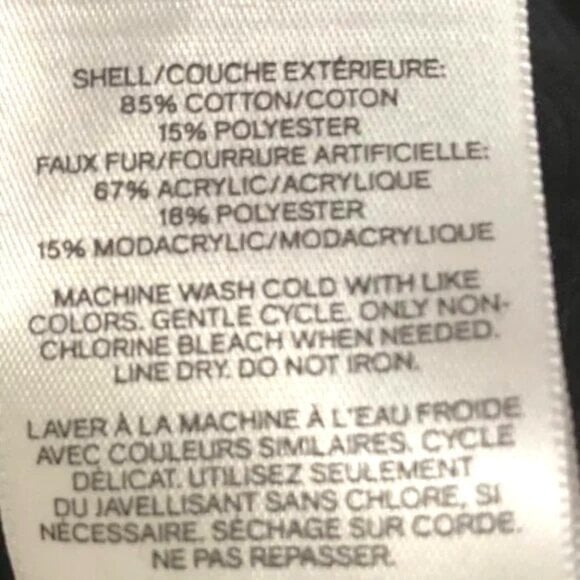 SHELL/COUCHE EXTÉRIEURE:
85% COTTON/COTON
15% POLYESTER
FAUX FUR/FOURRURE ARTIFICIELLE:
67% ACRYLIC/ACRYLIQUE
18% POLYESTER
15% MODACRYLIC/MODACRYLIQUE
MACHINE WASH COLD WITH LIKE
COLORS. GENTLE CYCLE. ONLY NON-
CHLORINE BLEACH WHEN NEEDED.
LINE DRY. DO NOT IRON.
LAVER À LA MACHINE À L'EAU FROIDE
AVEC COULEURS SIMILAIRES. CYCLE
DÉLICAT. UTILISEZ SEULEMENT
DU JAVELLISANT SANS CHLORE, SI
NÉCESSAIRE. SÉCHAGE SUR CORDE.
NE PAS REPASSER.